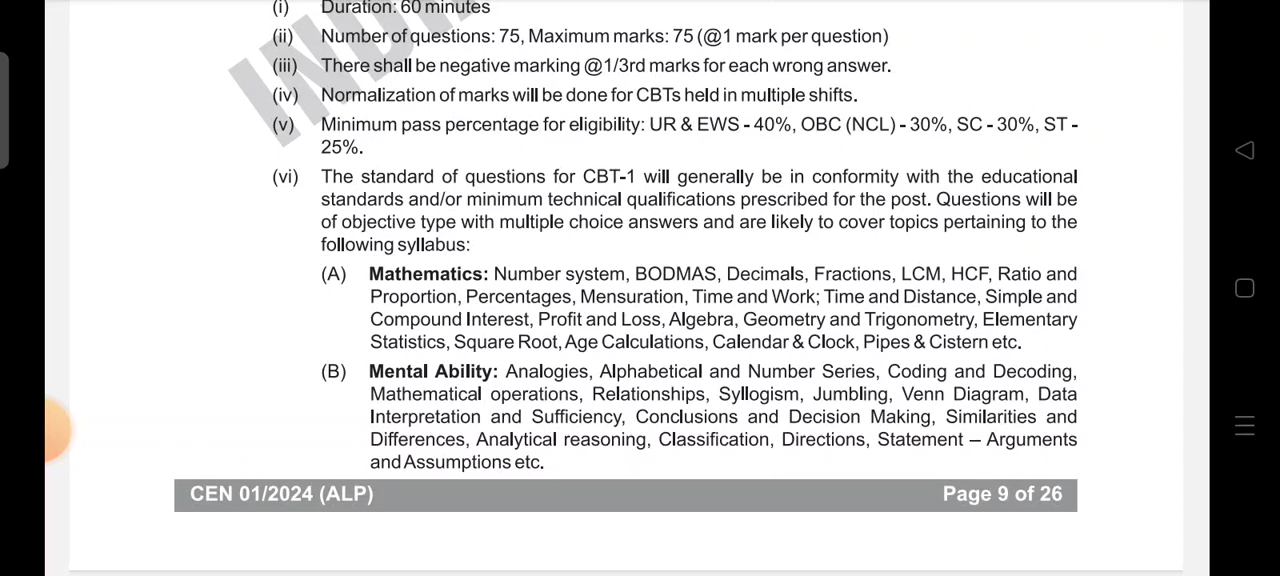 (i) Duration: 60 minutes
(ii) Number of questions: 75, Maximum marks: 75 (@1 mark per question)
(iii) There shall be negative marking @1/3rd marks for each wrong answer.
(iv) Normalization of marks will be done for CBTs held in multiple shifts.
(v) Minimum pass percentage for eligibility: UR & EWS - 40%, OBC (NCL) - 30%, SC - 30%, ST -
25%.
(vi) The standard of questions for CBT-1 will generally be in conformity with the educational
standards and/or minimum technical qualifications prescribed for the post. Questions will be
of objective type with multiple choice answers and are likely to cover topics pertaining to the
following syllabus:
(A) Mathematics: Number system, BODMAS, Decimals, Fractions, LCM, HCF, Ratio and
Proportion, Percentages, Mensuration, Time and Work; Time and Distance, Simple and
Compound Interest, Profit and Loss, Algebra, Geometry and Trigonometry, Elementary
Statistics, Square Root, Age Calculations, Calendar & Clock, Pipes & Cistern etc.
(B) Mental Ability: Analogies, Alphabetical and Number Series, Coding and Decoding,
Mathematical operations, Relationships, Syllogism, Jumbling, Venn Diagram, Data
Interpretation and Sufficiency, Conclusions and Decision Making, Similarities and
Differences, Analytical reasoning, Classification, Directions, Statement – Arguments
and Assumptions etc.
CEN 01/2024 (ALP) Page 9 of 26